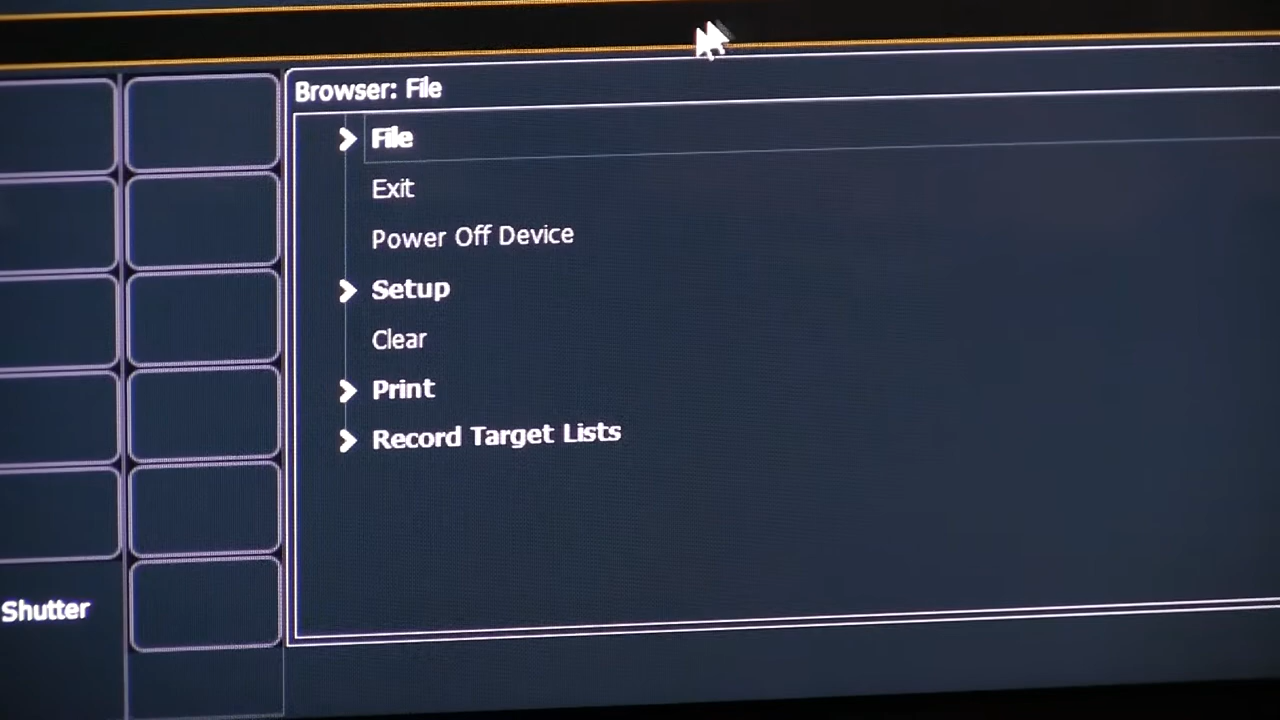 Browser: File
File
Exit
Power Off Device
Setup
Clear
Print
Record Target Lists
Shutter